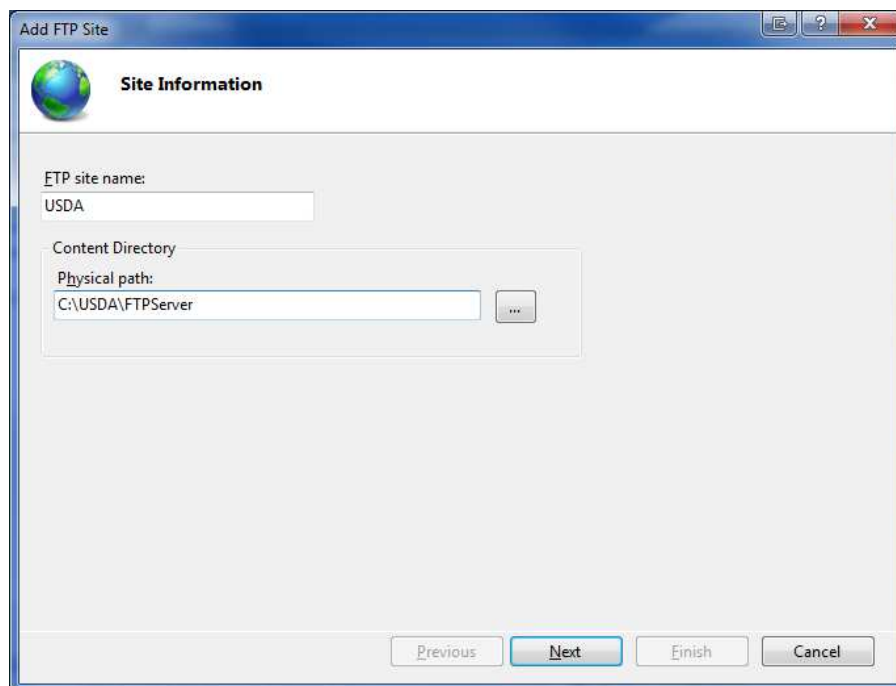 Add FTP Site
?
Site Information
FTP site name:
USDA
Content Directory
Physical path:
C:\USDA\FTPServer
...
Previous Next Finish Cancel